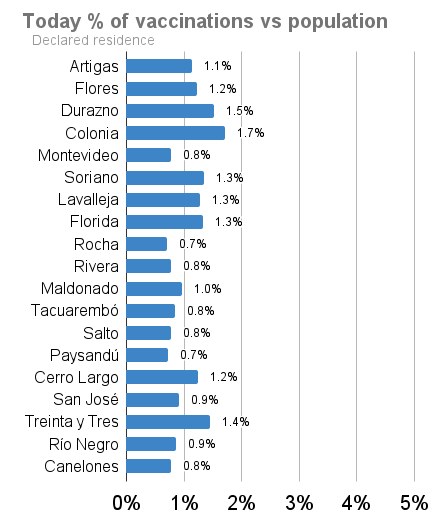 Today % of vaccinations vs population
Declared residence
Artigas 1.1%
Flores 1.2%
Durazno 1.5%
Colonia 1.7%
Montevideo 0.8%
Soriano 1.3%
Lavalleja 1.3%
Florida 1.3%
Rocha 0.7%
Rivera 0.8%
Maldonado 1.0%
Tacuarembó 0.8%
Salto 0.8%
Paysandú 0.7%
Cerro Largo 1.2%
San José 0.9%
Treinta y Tres 1.4%
Río Negro 0.9%
Canelones 0.8%
0% 1% 2% 3% 4% 5%